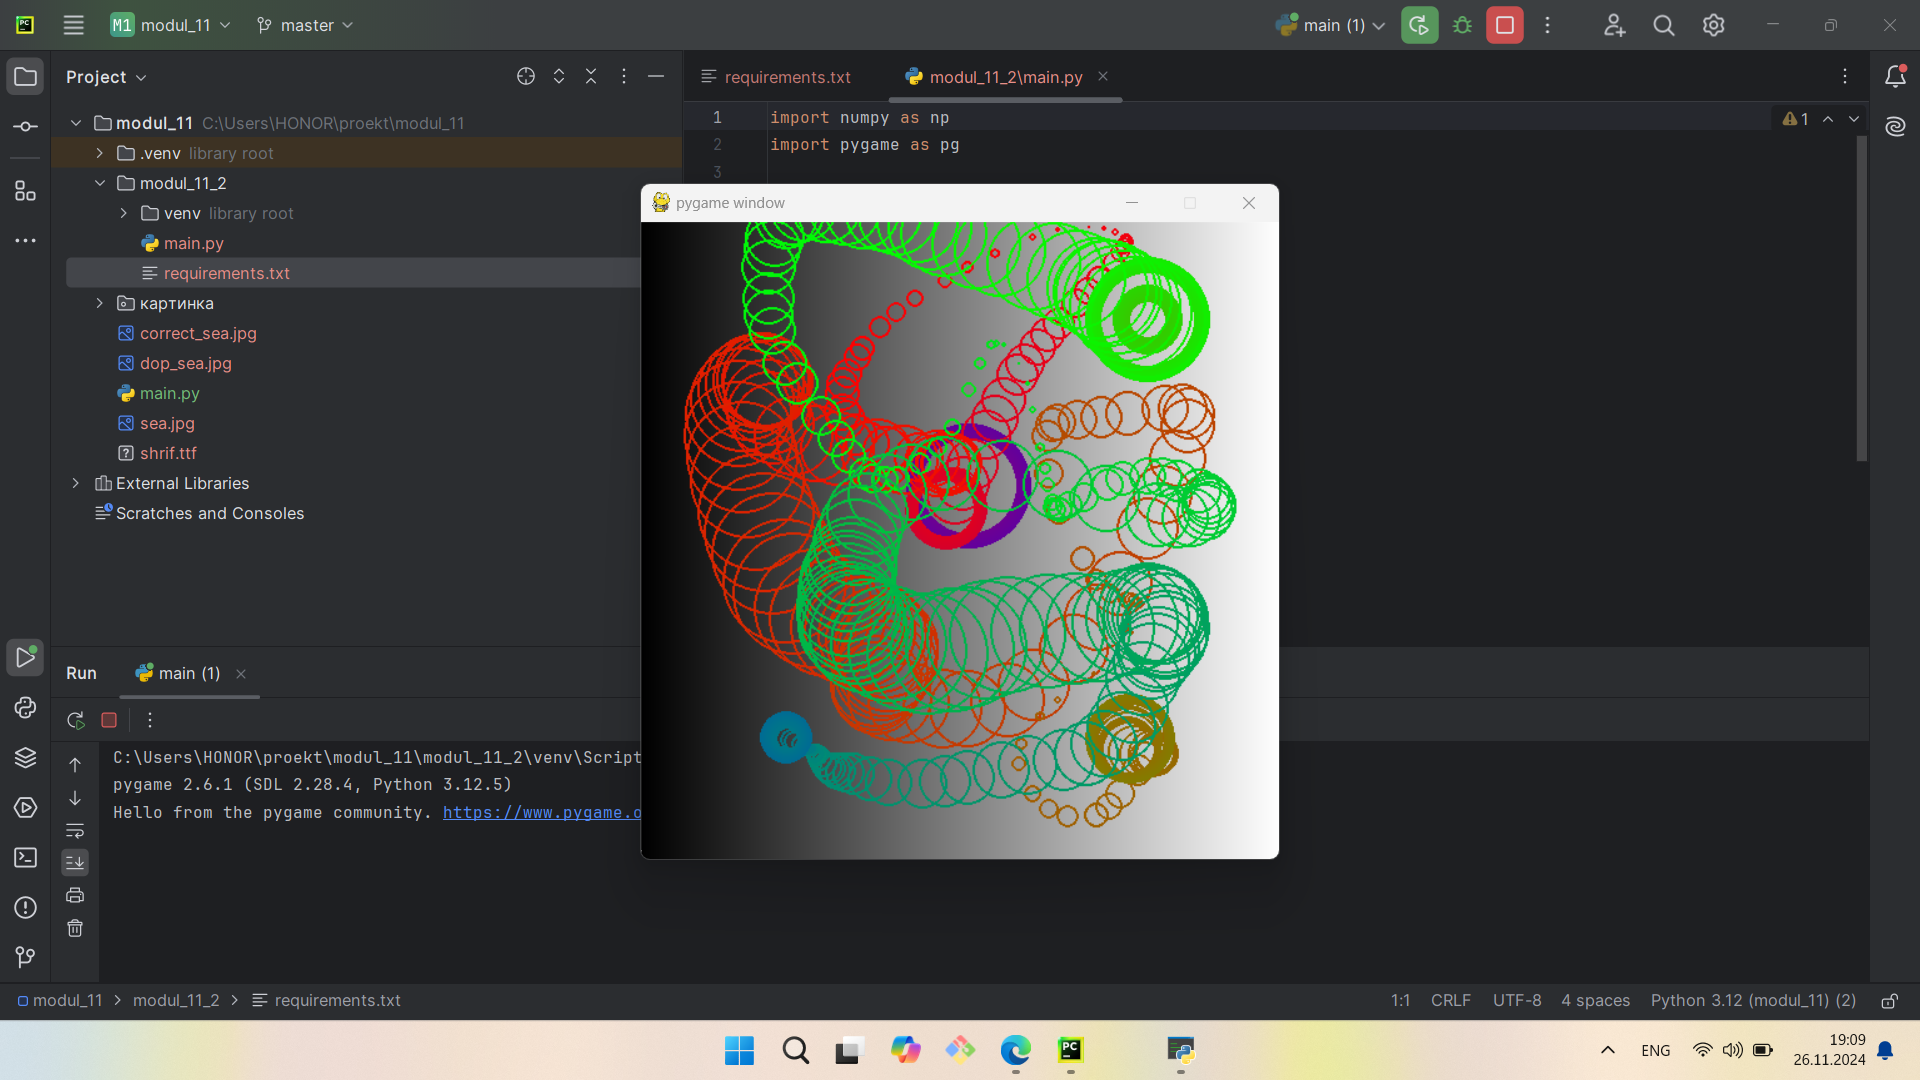 PC
M1 modul_11
master
main (1)
Project
requirements.txt
modul_11_2\main.py
modul_11 C:\Users\HONOR\proekt\modul_11
.venv library root
modul_11_2
venv library root
main.py
requirements.txt
картинка
correct_sea.jpg
dop_sea.jpg
main.py
sea.jpg
shrif.ttf
External Libraries
Scratches and Consoles
1 import numpy as np
2 import pygame as pg
3
1
pygame window
Run
main (1)
C:\Users\HONOR\proekt\modul_11\modul_11_2\venv\Script
pygame 2.6.1 (SDL 2.28.4, Python 3.12.5)
Hello from the pygame community. https://www.pygame.o
modul_11 > modul_11_2 > requirements.txt
1:1 CRLF UTF-8 4 spaces Python 3.12 (modul_11) (2)
PC
ENG
19:09
26.11.2024